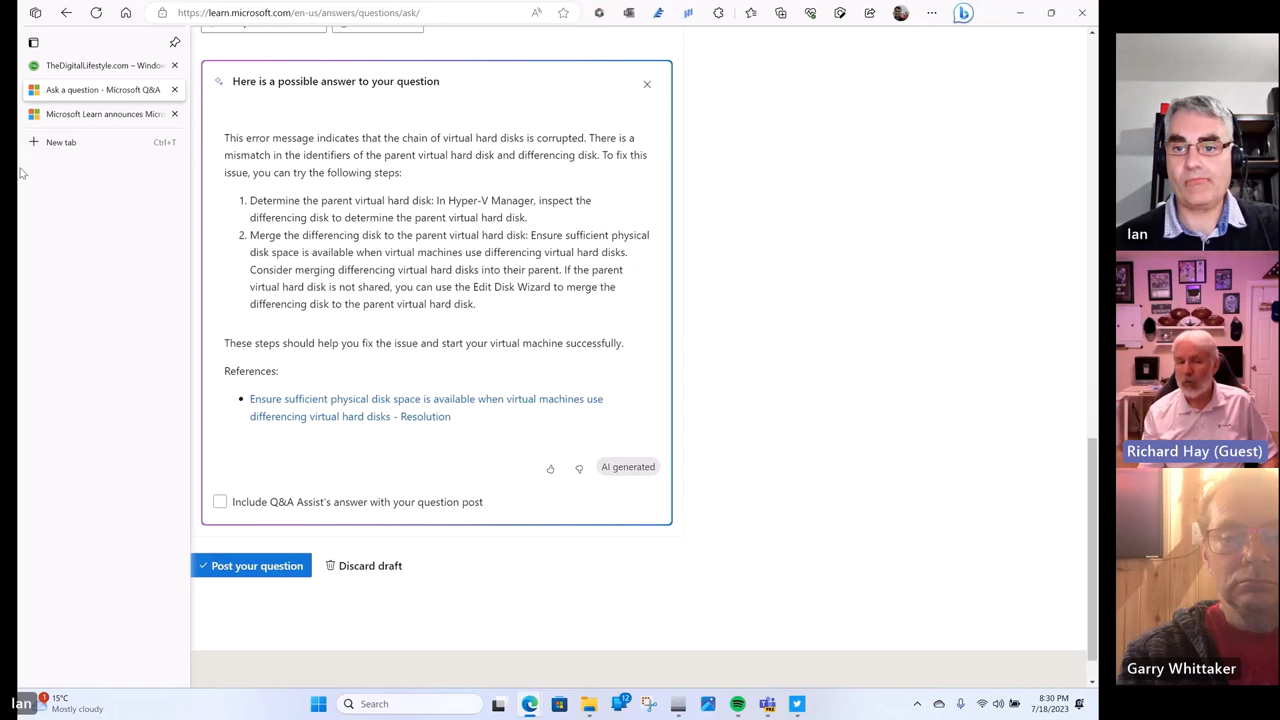 https://learn.microsoft.com/en-us/answers/questions/ask/
TheDigitalLifestyle.com – Windo
Ask a question - Microsoft Q&A
Microsoft Learn announces Micro
New tab
Ctrl+T
Here is a possible answer to your question
This error message indicates that the chain of virtual hard disks is corrupted. There is a
mismatch in the identifiers of the parent virtual hard disk and differencing disk. To fix this
issue, you can try the following steps:
1. Determine the parent virtual hard disk: In Hyper-V Manager, inspect the
differencing disk to determine the parent virtual hard disk.
2. Merge the differencing disk to the parent virtual hard disk: Ensure sufficient physical
disk space is available when virtual machines use differencing virtual hard disks.
Consider merging differencing virtual hard disks into their parent. If the parent
virtual hard disk is not shared, you can use the Edit Disk Wizard to merge the
differencing disk to the parent virtual hard disk.
These steps should help you fix the issue and start your virtual machine successfully.
References:
Ensure sufficient physical disk space is available when virtual machines use
differencing virtual hard disks - Resolution
AI generated
Include Q&A Assist's answer with your question post
Post your question
Discard draft
Ian
Richard Hay (Guest)
Garry Whittaker
Ian
1
15°C
Mostly cloudy
Search
12
8:30 PM
7/18/2023